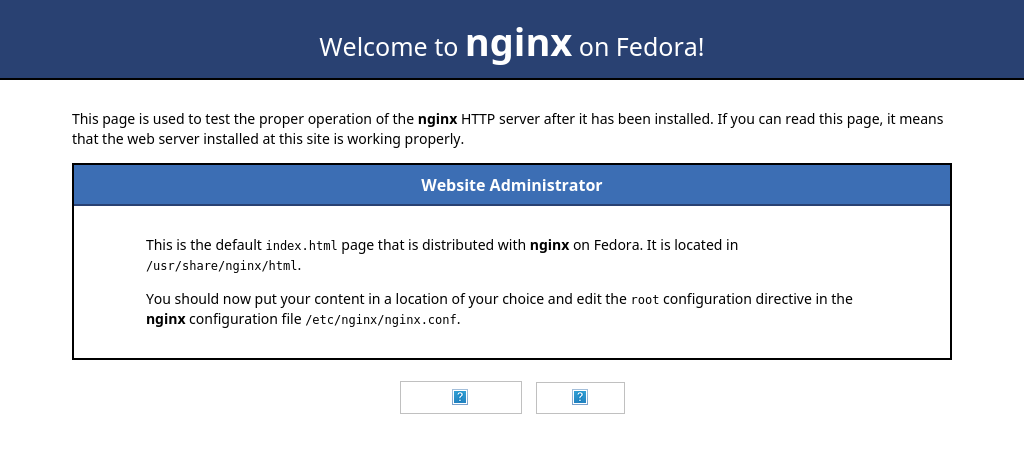 Welcome to nginx on Fedora!
This page is used to test the proper operation of the nginx HTTP server after it has been installed. If you can read this page, it means
that the web server installed at this site is working properly.
Website Administrator
This is the default index.html page that is distributed with nginx on Fedora. It is located in
/usr/share/nginx/html.
You should now put your content in a location of your choice and edit the root configuration directive in the
nginx configuration file /etc/nginx/nginx.conf.
? ?